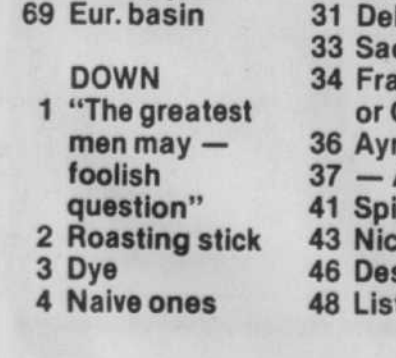 69 Eur. basin
DOWN
1 “The greatest
men may —
foolish
question”
2 Roasting stick
3 Dye
4 Naive ones
31
33
34
or
36
37 —
41
43
46
48